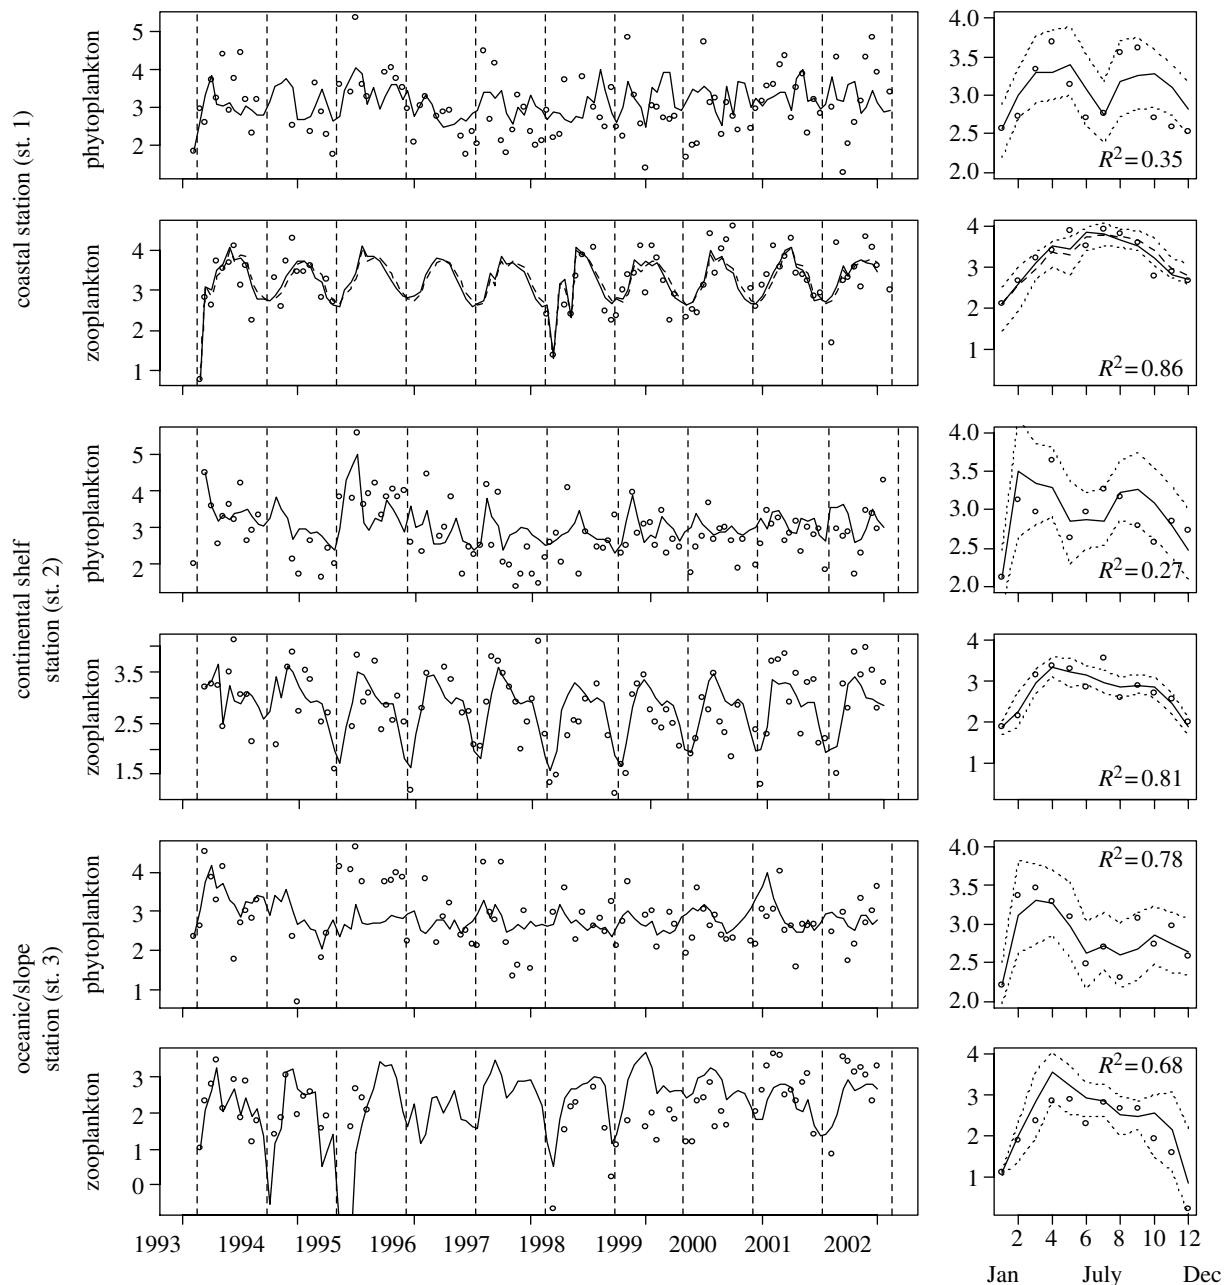 coastal station (st. 1)
phytoplankton
5
4
3
2
4.0
3.5
3.0
2.5
2.0
R²=0.35
zooplankton
4
3
2
1
4
3
2
1
R²=0.86
continental shelf
station (st. 2)
phytoplankton
5
4
3
2
4.0
3.5
3.0
2.5
2.0
R²=0.27
zooplankton
3.5
2.5
1.5
4
3
2
1
R²=0.81
oceanic/slope
station (st. 3)
phytoplankton
4
3
2
1
4.0
3.5
3.0
2.5
2.0
R²=0.78
zooplankton
3
2
1
0
4
3
2
1
R²=0.68
1993 1994 1995 1996 1997 1998 1999 2000 2001 2002
2 4 6 8 10 12
Jan July Dec